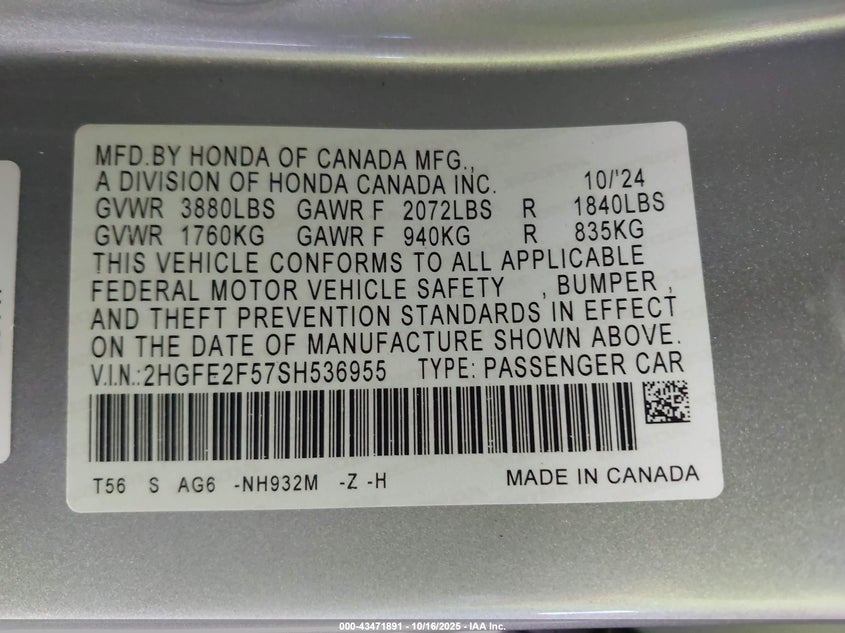 MFD.BY HONDA OF CANADA MFG.,
A DIVISION OF HONDA CANADA INC. 10/'24
GVWR 3880LBS GAWR F 2072LBS R 1840LBS
GVWR 1760KG GAWR F 940KG R 835KG
THIS VEHICLE CONFORMS TO ALL APPLICABLE
FEDERAL MOTOR VEHICLE SAFETY , BUMPER ,
AND THEFT PREVENTION STANDARDS IN EFFECT
ON THE DATE OF MANUFACTURE SHOWN ABOVE.
V.I.N.:2HGFE2F57SH536955 TYPE: PASSENGER CAR
T56 S AG6 -NH932M -Z -H MADE IN CANADA
000-43471891 - 10/16/2025 - IAA Inc.